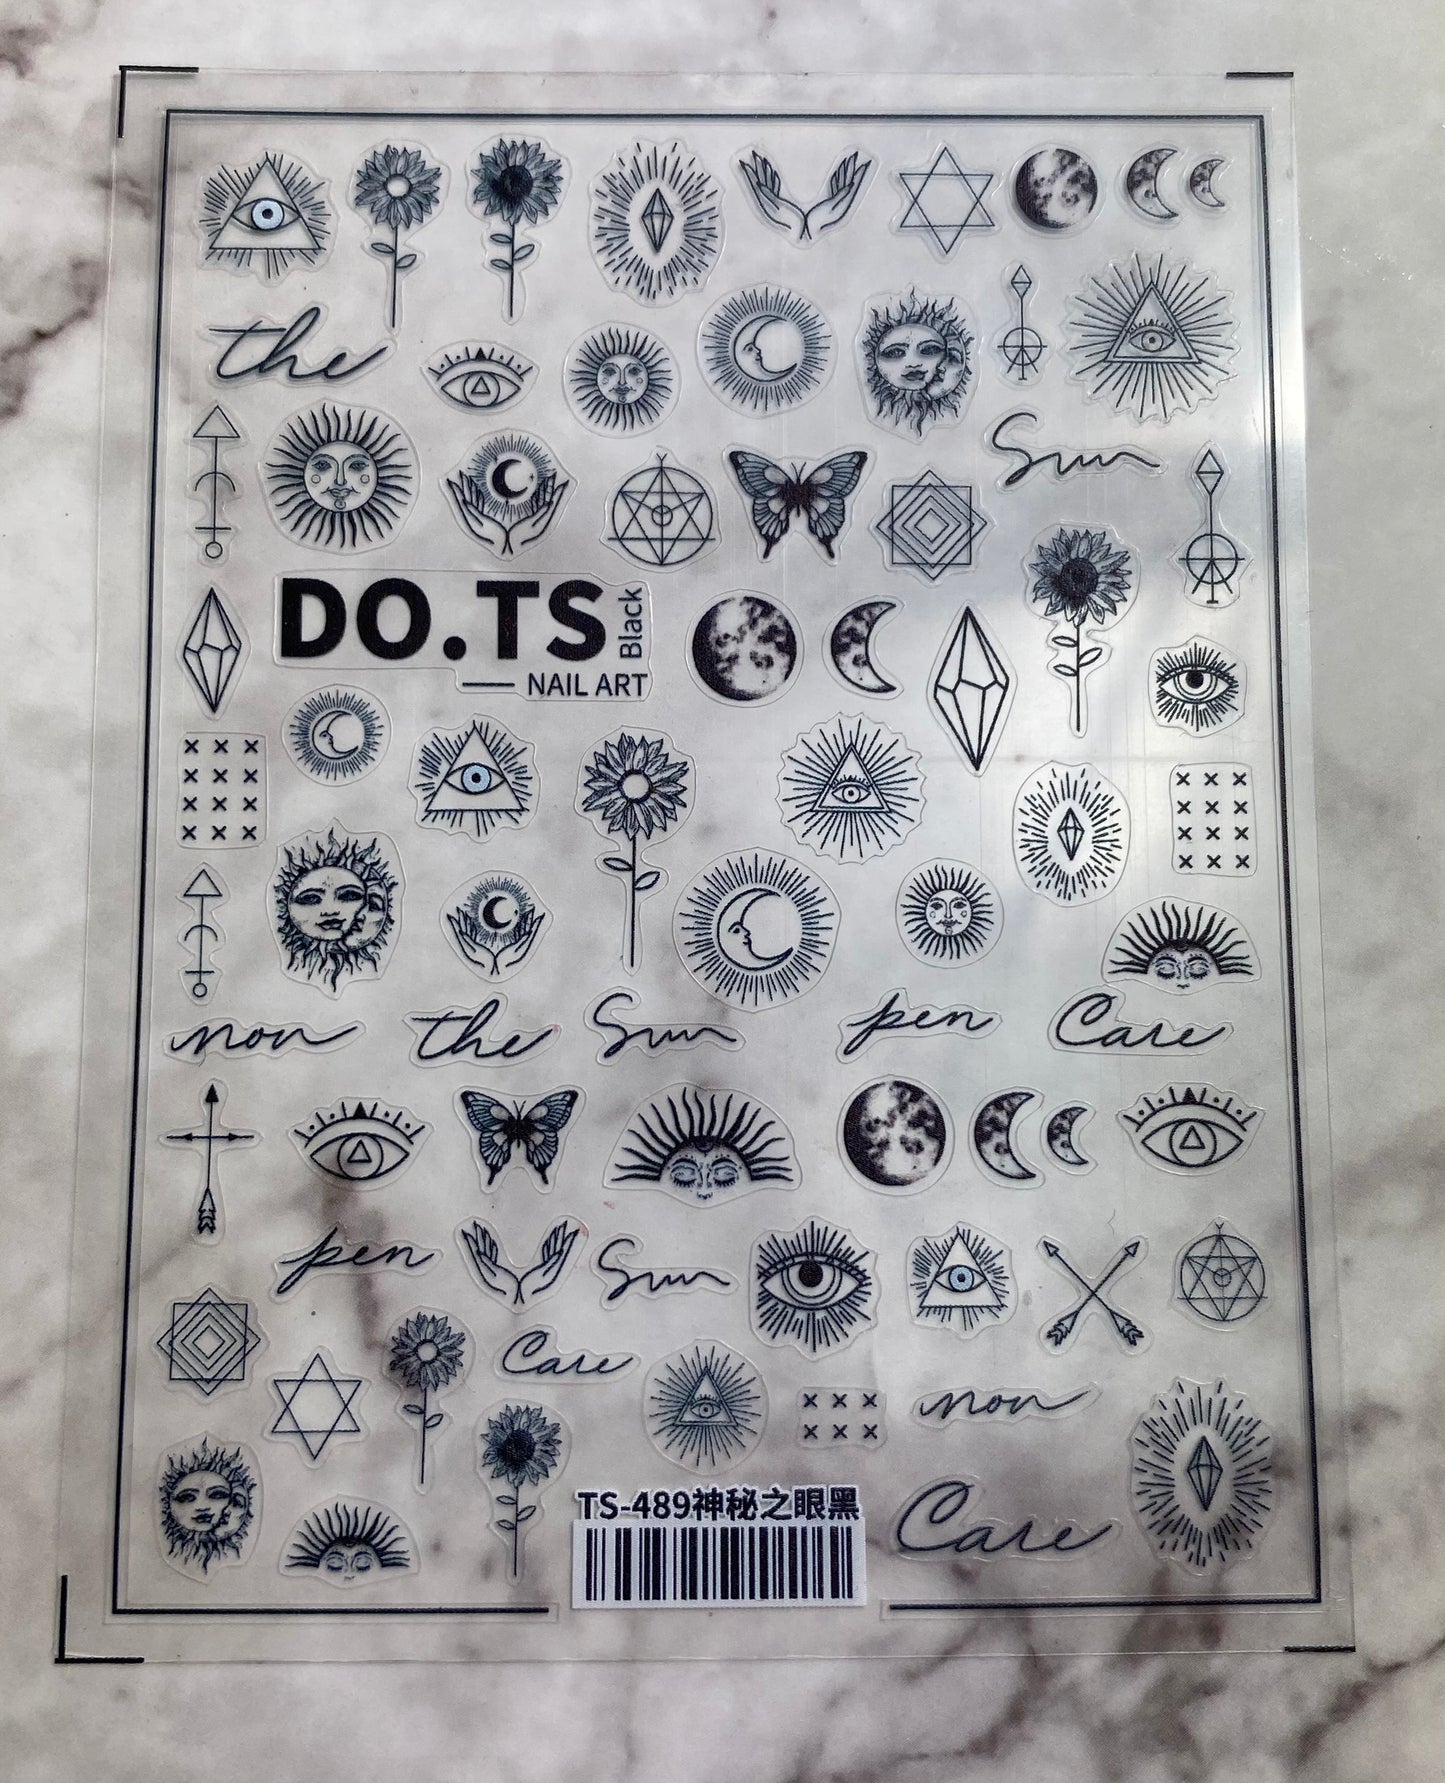 the
Sun
DO.TS
Black
NAIL ART
non
the
Sun
pen
Care
pen
Sun
Care
non
Care
TS-489神秘之眼黑